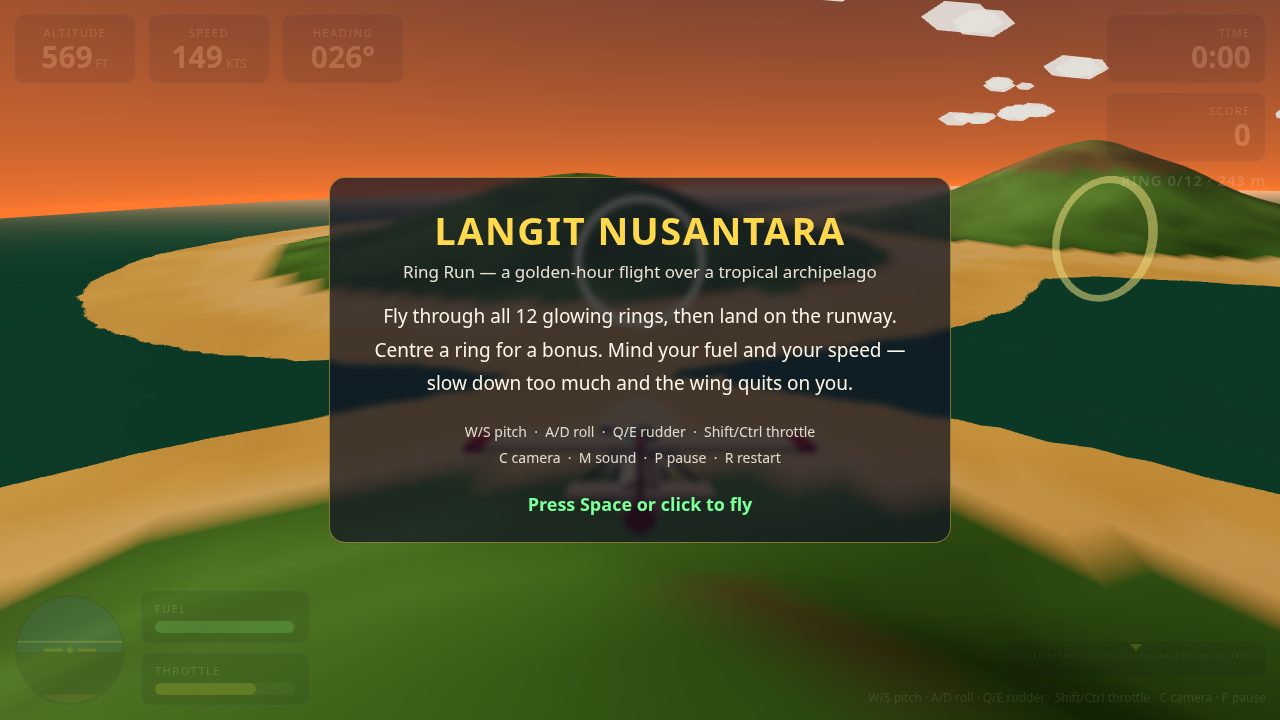 ALTITUDE
569 FT
SPEED
149 KTS
HEADING
026°
TIME
0:00
SCORE
0
RING 0/12 · 243 m
LANGIT NUSANTARA
Ring Run — a golden-hour flight over a tropical archipelago
Fly through all 12 glowing rings, then land on the runway.
Centre a ring for a bonus. Mind your fuel and your speed —
slow down too much and the wing quits on you.
W/S pitch · A/D roll · Q/E rudder · Shift/Ctrl throttle
C camera · M sound · P pause · R restart
Press Space or click to fly
FUEL
THROTTLE
W/S pitch · A/D roll · Q/E rudder · Shift/Ctrl throttle · C camera · P pause